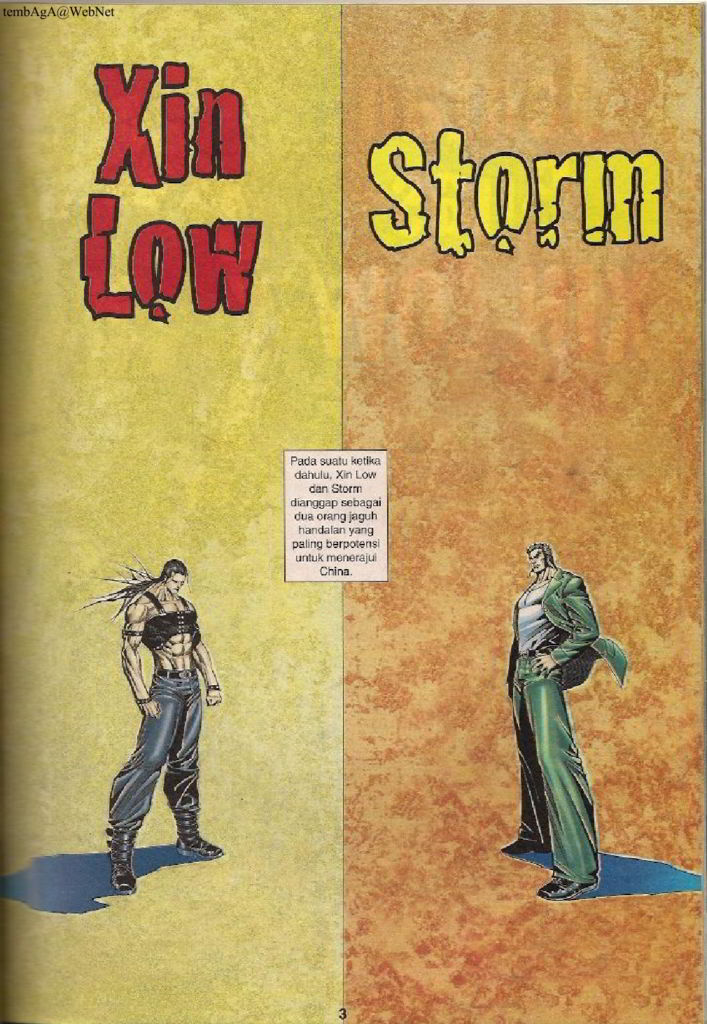 tembAgA@WebNet
Xin
Low
Storm
Pada suatu ketika
dahulu, Xin Low
dan Storm
dianggap sebagai
dua orang jaguh
handalan yang
paling berpotensi
untuk menerajui
China.
3